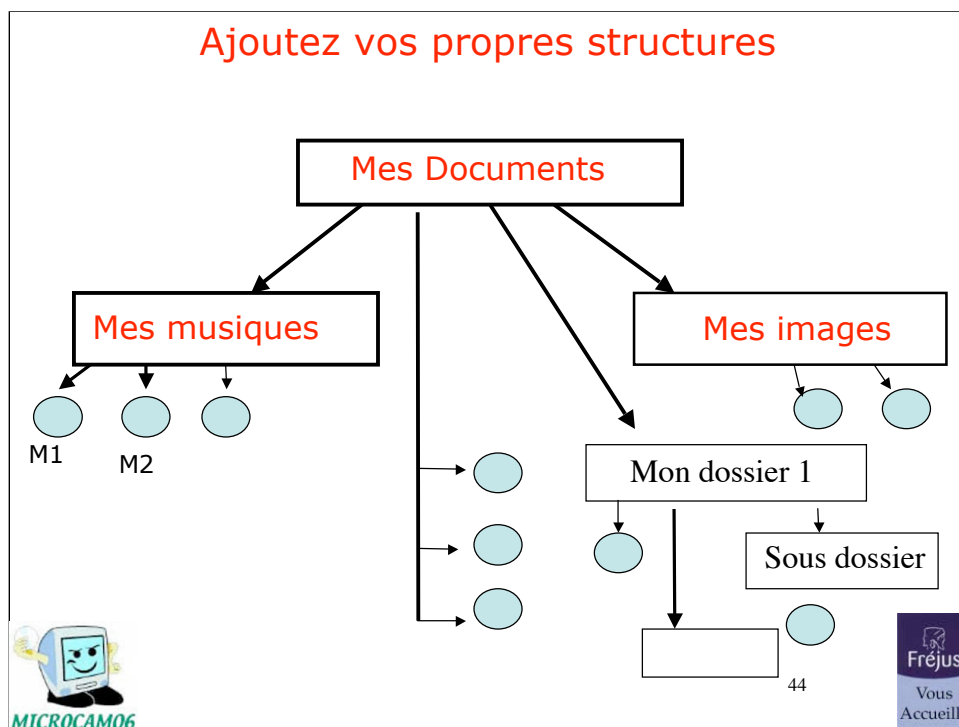 Ajoutez vos propres structures
Mes Documents
Mes musiques
Mes images
M1
M2
Mon dossier 1
Sous dossier
44
MICROCAM06
Fréjus
Vous
Accueill